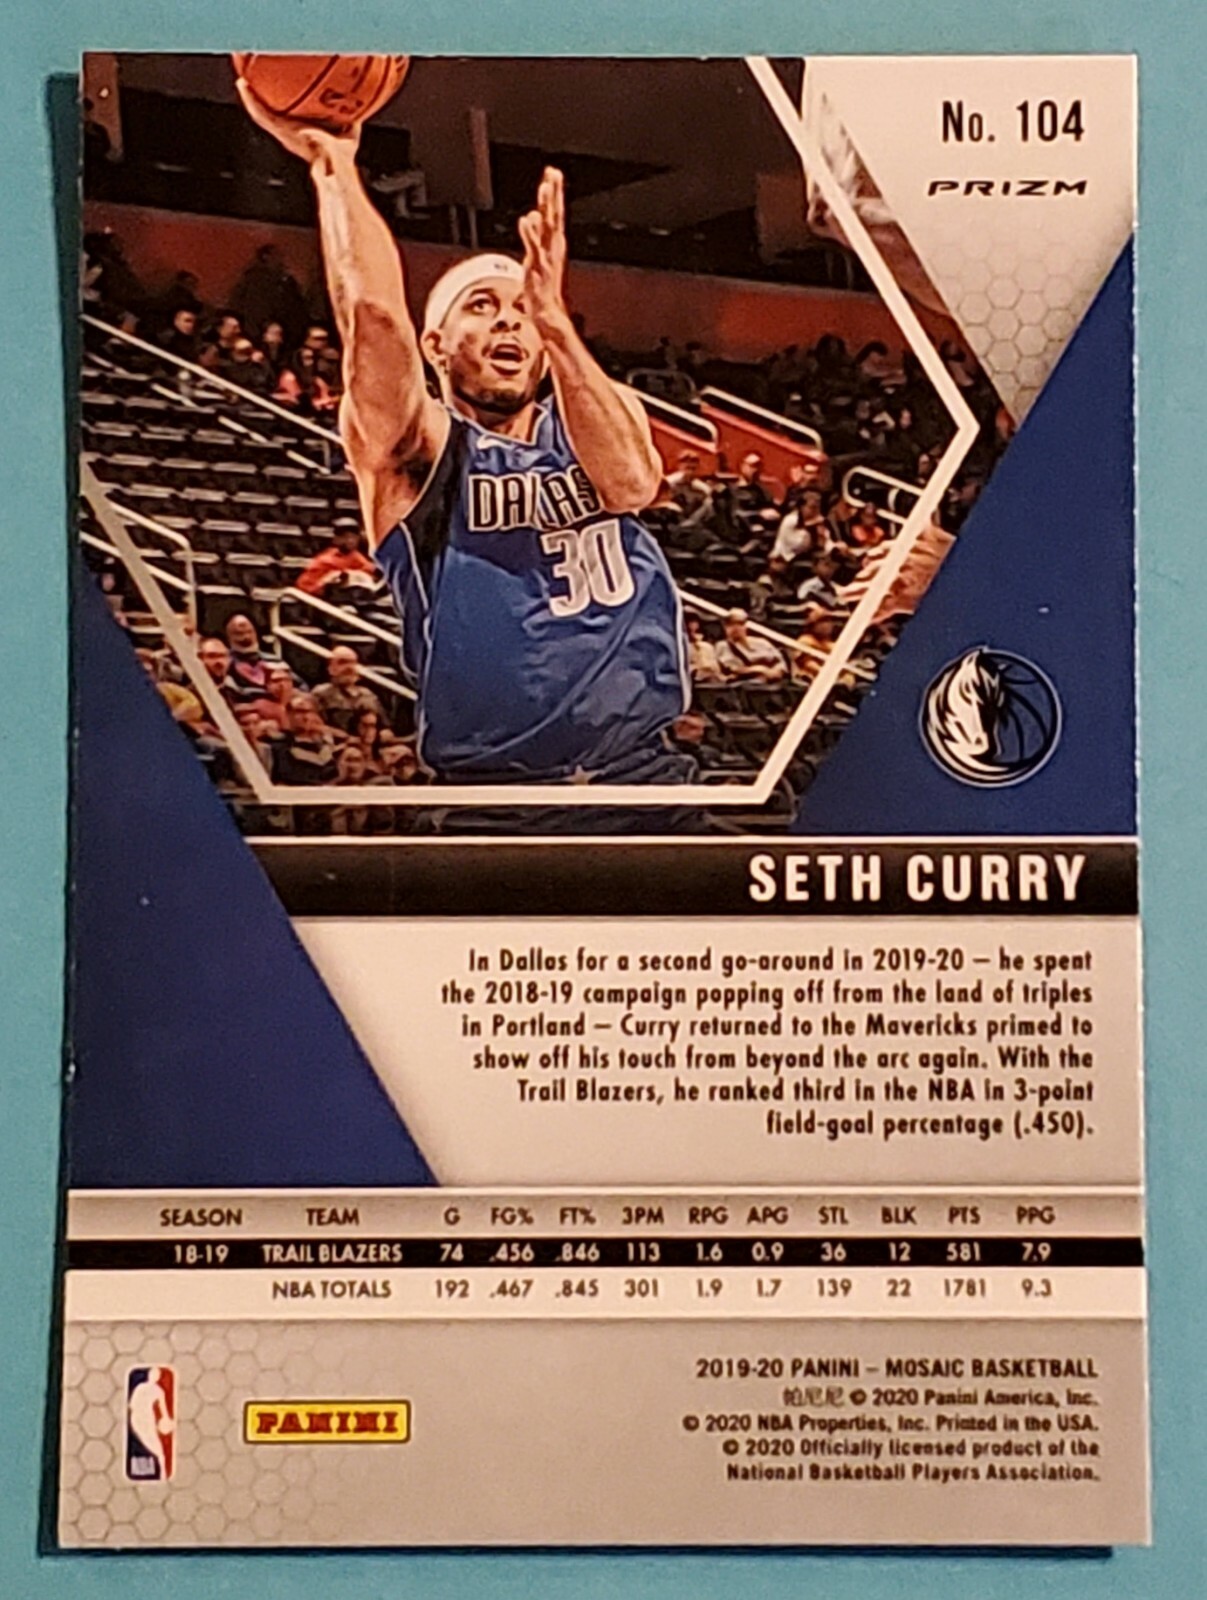 No. 104
PRIZM
DALLAS
30
SETH CURRY
In Dallas for a second go-around in 2019-20 – he spent
the 2018-19 campaign popping off from the land of triples
in Portland – Curry returned to the Mavericks primed to
show off his touch from beyond the arc again. With the
Trail Blazers, he ranked third in the NBA in 3-point
field-goal percentage (.450).
SEASON TEAM G FG% FT% 3PM RPG APG STL BLK PTS PPG
18-19 TRAIL BLAZERS 74 .456 .846 113 1.6 0.9 36 12 581 7.9
NBA TOTALS 192 .467 .845 301 1.9 1.7 139 22 1781 9.3
2019-20 PANINI – MOSAIC BASKETBALL
帕尼尼 © 2020 Panini America, Inc.
© 2020 NBA Properties, Inc. Printed in the USA.
© 2020 Officially licensed product of the
National Basketball Players Association.
NBA
PANINI